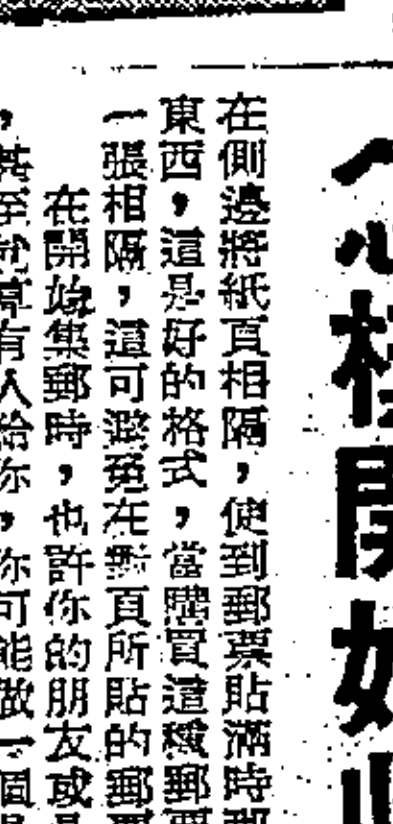 在側邊將紙頁相隔，使到郵票貼滿時郵
東西，這是好的格式，當購買這種郵票
一張相隔，這可避免在對頁所貼的郵票
在開始集郵時，也許你的朋友或是
，甚至就算有人給你，你可能做一個